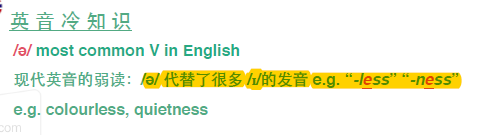 英音冷知识
/ə/ most common V in English
现代英音的弱读：/ə/ 代替了很多 /ɪ/的发音 e.g. “-less” “-ness”
e.g. colourless, quietness
com